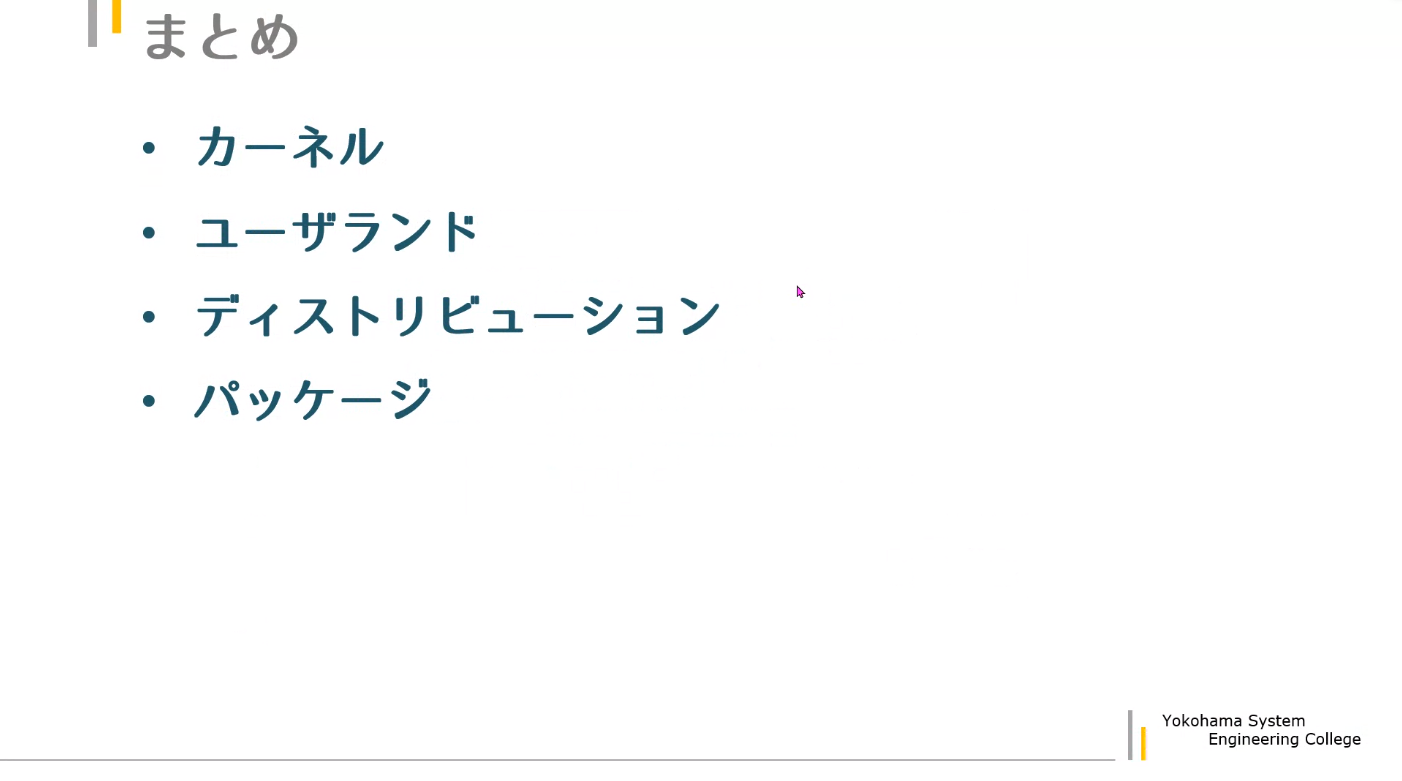 まとめ
• カーネル
• ユーザランド
• ディストリビューション
• パッケージ
Yokohama System
Engineering College